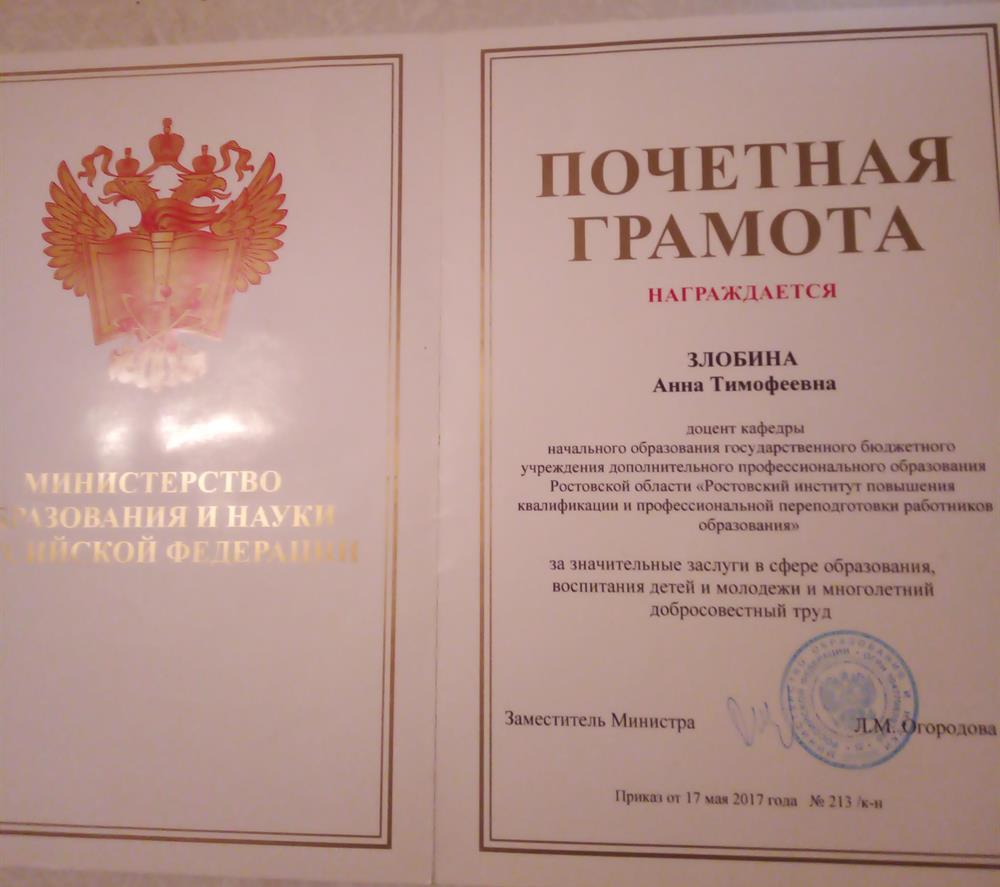 МИНИСТЕРСТВО
ОБРАЗОВАНИЯ И НАУКИ
РОССИЙСКОЙ ФЕДЕРАЦИИ
ПОЧЕТНАЯ
ГРАМОТА
НАГРАЖДАЕТСЯ
ЗЛОБИНА
Анна Тимофеевна
доцент кафедры
начального образования государственного бюджетного
учреждения дополнительного профессионального образования
Ростовской области «Ростовский институт повышения
квалификации и профессиональной переподготовки работников
образования»
за значительные заслуги в сфере образования,
воспитания детей и молодежи и многолетний
добросовестный труд
Заместитель Министра
Л.М. Огородова
Приказ от 17 мая 2017 года № 213 /к-н